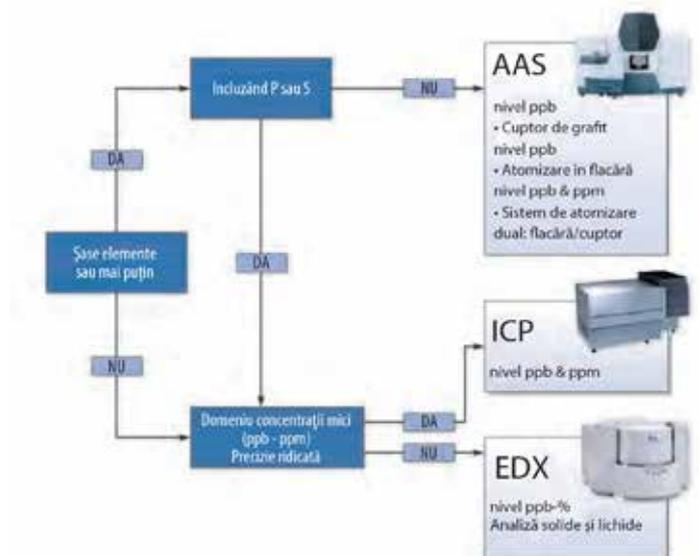 Incluzând P sau S
NU
DA
Șase elemente
sau mai puțin
DA
NU
Domeniu concentrații mici
(ppb - ppm)
Precizie ridicată
DA
NU
AAS
nivel ppb
• Cuptor de grafit
nivel ppb
• Atomizare în flacără
nivel ppb & ppm
• Sistem de atomizare
dual: flacără/cuptor
ICP
nivel ppb & ppm
EDX
nivel ppb-%
Analiză solide și lichide